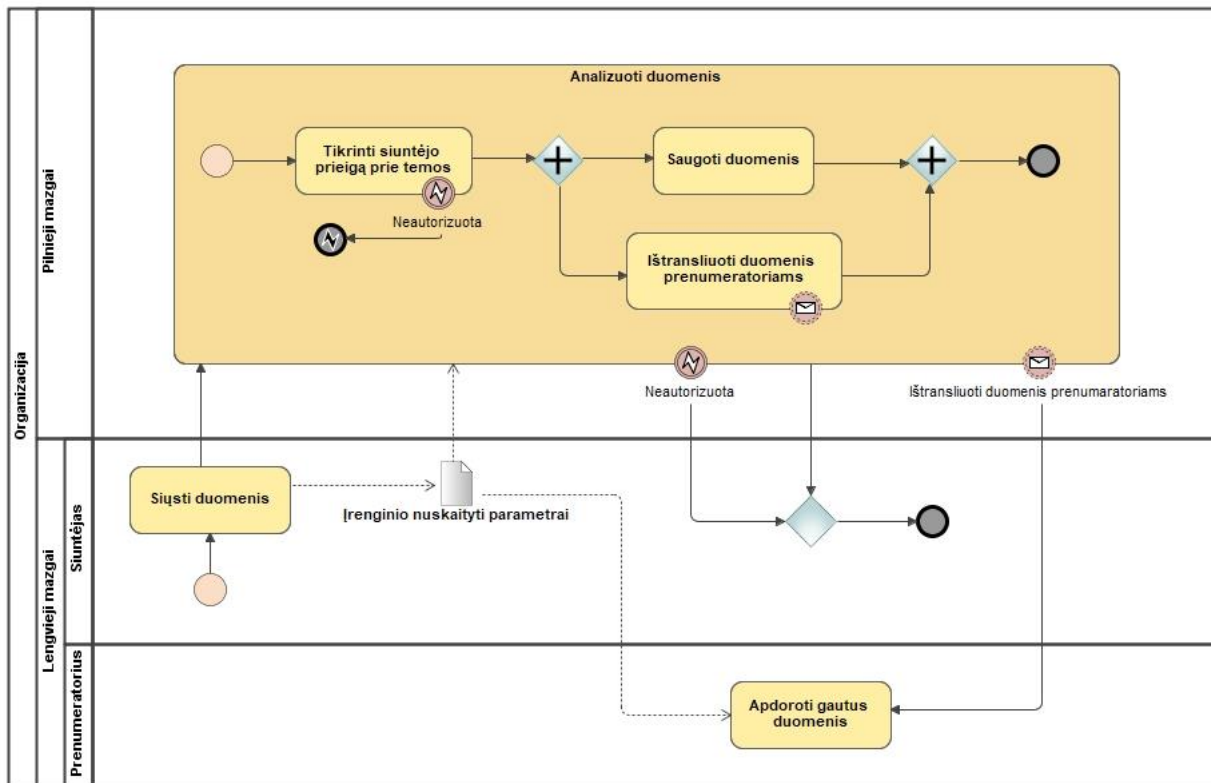 Organizacija
Pilnieji mazgai
Analizuoti duomenis
Tikrinti siuntėjo
prieigą prie temos
Neautorizuota
Saugoti duomenis
Ištransliuoti duomenis
prenumeratoriams
Neautorizuota
Ištransliuoti duomenis prenumaratoriams
Lengvieji mazgai
Siuntėjas
Siųsti duomenis
Įrenginio nuskaityti parametrai
Prenumeratorius
Apdoroti gautus
duomenis